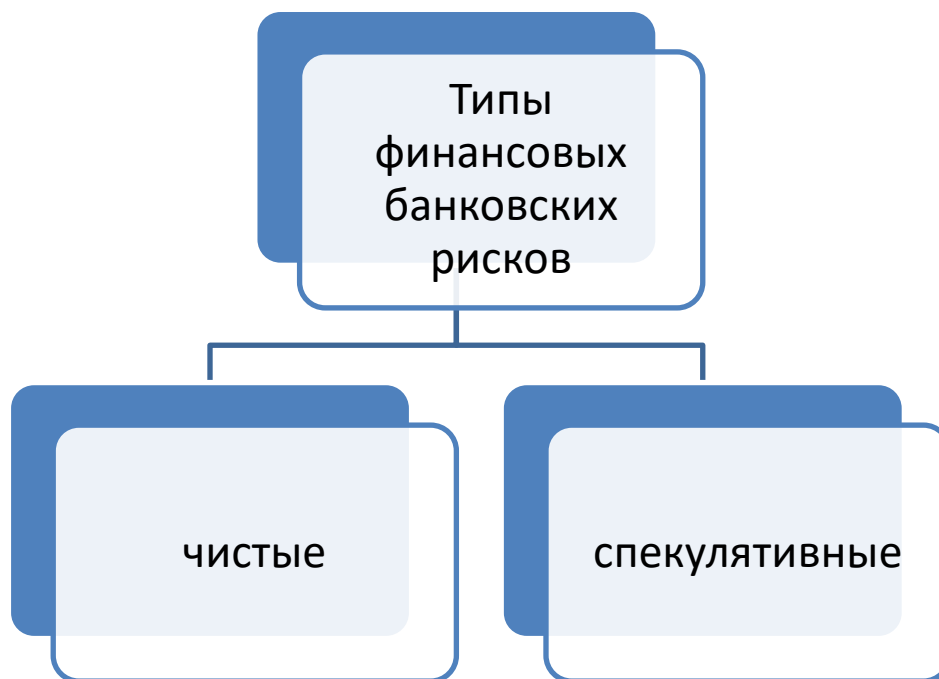 Типы
финансовых
банковских
рисков
чистые
спекулятивные